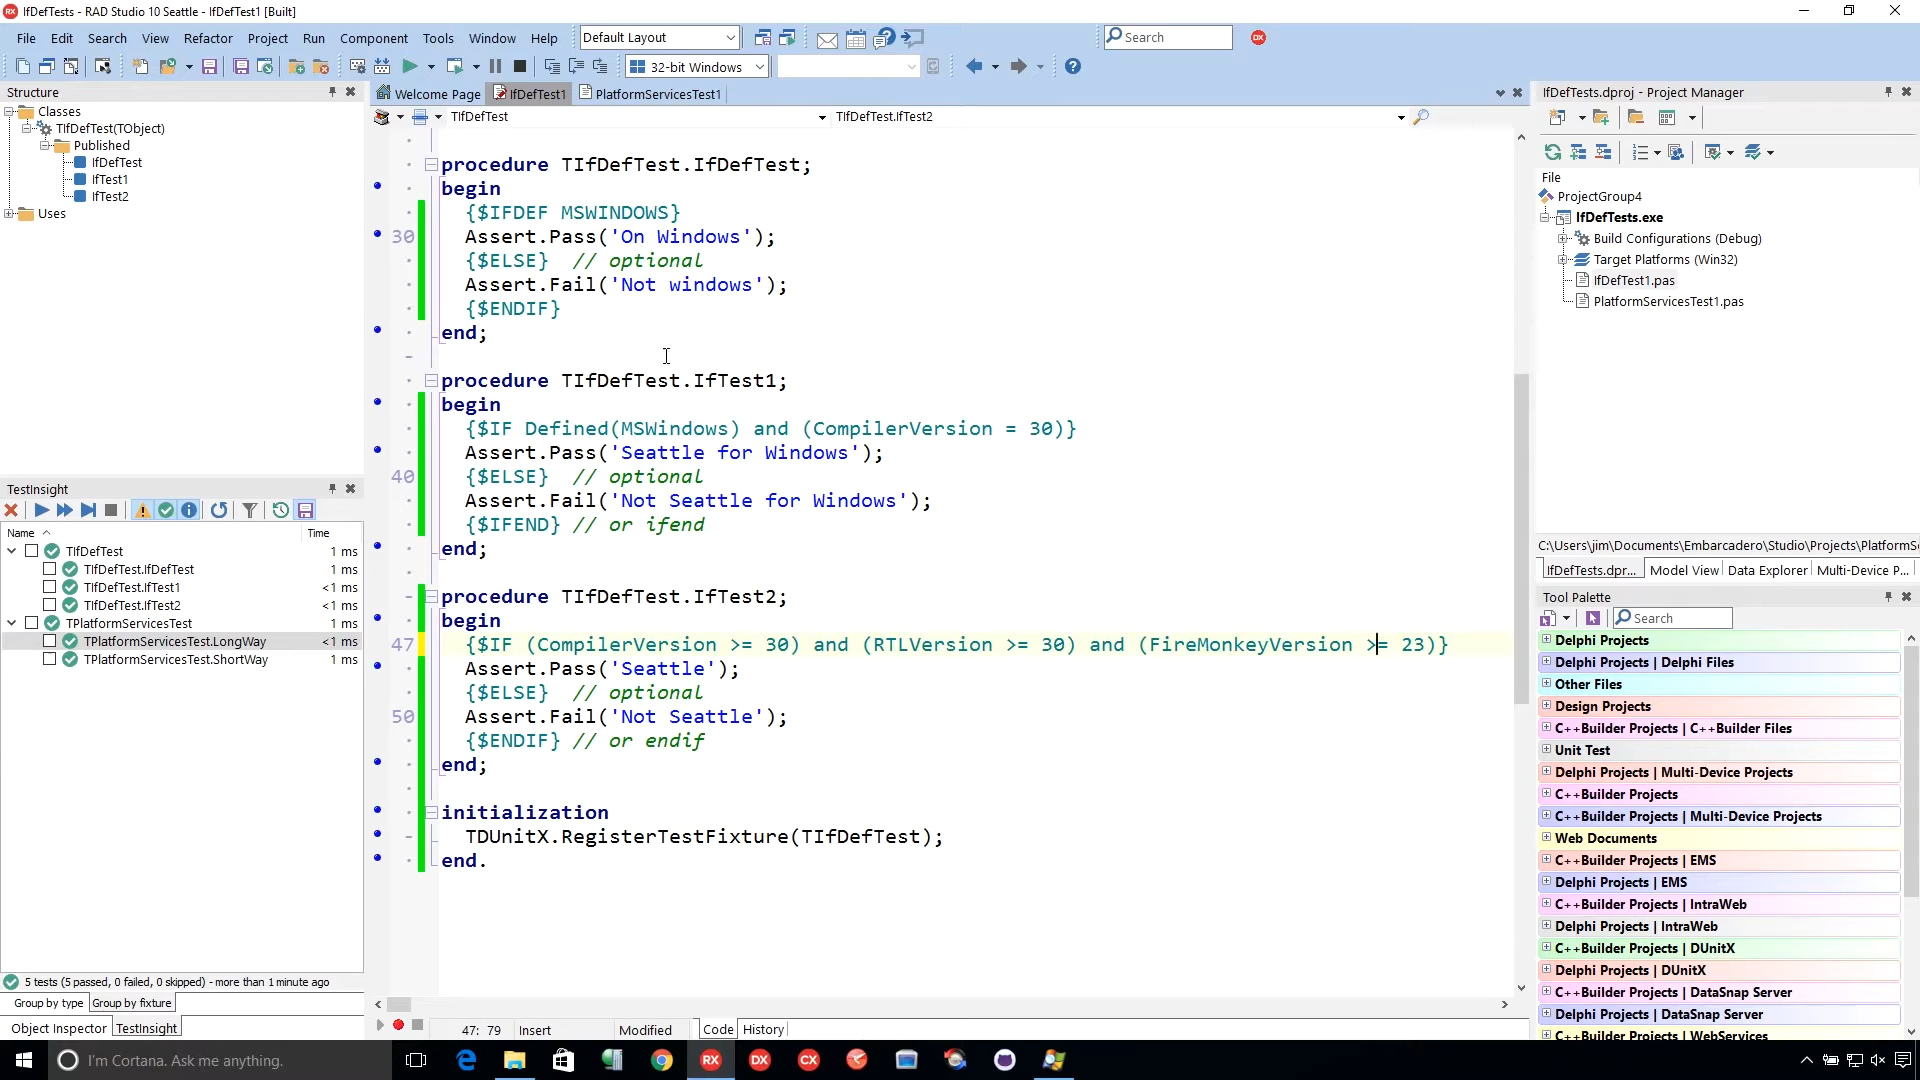 IfDefTests - RAD Studio 10 Seattle - IfDefTest1 [Built]
File Edit Search View Refactor Project Run Component Tools Window Help
Default Layout
Search
32-bit Windows
Structure
Classes
TIfDefTest(TObject)
Published
IfDefTest
IfTest1
IfTest2
Uses
TestInsight
Name Time
TIfDefTest 1 ms
TIfDefTest.IfDefTest 1 ms
TIfDefTest.IfTest1 <1 ms
TIfDefTest.IfTest2 <1 ms
TPlatformServicesTest 1 ms
TPlatformServicesTest.LongWay <1 ms
TPlatformServicesTest.ShortWay 1 ms
5 tests (5 passed, 0 failed, 0 skipped) - more than 1 minute ago
Group by type Group by fixture
Object Inspector TestInsight
Welcome Page IfDefTest1 PlatformServicesTest1
TIfDefTest TIfDefTest.IfTest2
procedure TIfDefTest.IfDefTest;
begin
{$IFDEF MSWINDOWS}
30 Assert.Pass('On Windows');
{$ELSE} // optional
Assert.Fail('Not windows');
{$ENDIF}
end;
procedure TIfDefTest.IfTest1;
begin
{$IF Defined(MSWindows) and (CompilerVersion = 30)}
Assert.Pass('Seattle for Windows');
40 {$ELSE} // optional
Assert.Fail('Not Seattle for Windows');
{$IFEND} // or ifend
end;
procedure TIfDefTest.IfTest2;
begin
47 {$IF (CompilerVersion >= 30) and (RTLVersion >= 30) and (FireMonkeyVersion >= 23)}
Assert.Pass('Seattle');
{$ELSE} // optional
50 Assert.Fail('Not Seattle');
{$ENDIF} // or endif
end;
initialization
TDUnitX.RegisterTestFixture(TIfDefTest);
end.
47: 79 Insert Modified Code History
IfDefTests.dproj - Project Manager
File
ProjectGroup4
IfDefTests.exe
Build Configurations (Debug)
Target Platforms (Win32)
IfDefTest1.pas
PlatformServicesTest1.pas
C:\Users\jim\Documents\Embarcadero\Studio\Projects\PlatformS
IfDefTests.dpr... Model View Data Explorer Multi-Device P...
Tool Palette
Search
Delphi Projects
Delphi Projects | Delphi Files
Other Files
Design Projects
C++Builder Projects | C++Builder Files
Unit Test
Delphi Projects | Multi-Device Projects
C++Builder Projects
C++Builder Projects | Multi-Device Projects
Web Documents
C++Builder Projects | EMS
Delphi Projects | EMS
C++Builder Projects | IntraWeb
Delphi Projects | IntraWeb
C++Builder Projects | DUnitX
Delphi Projects | DUnitX
C++Builder Projects | DataSnap Server
Delphi Projects | DataSnap Server
C++Builder Projects | WebServices
I'm Cortana. Ask me anything.
RX DX CX